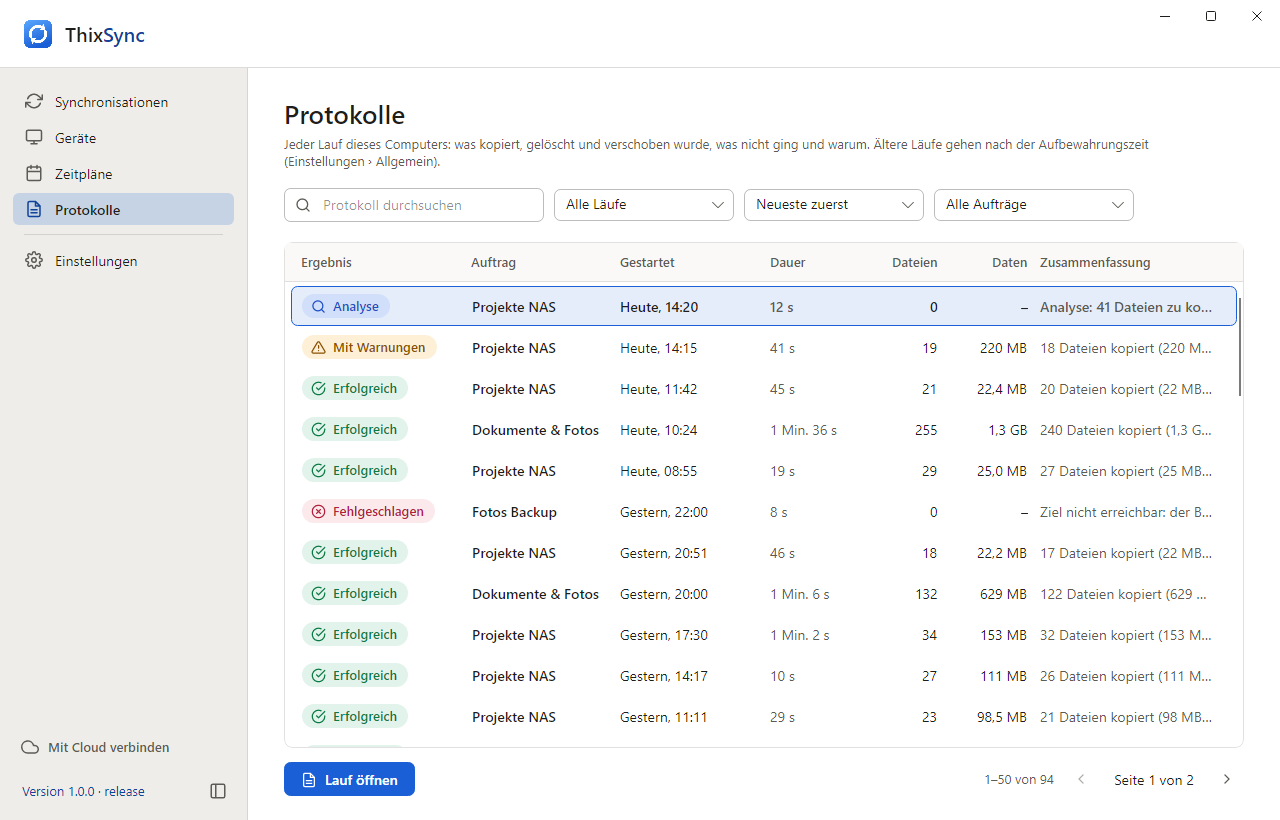 ThixSync
Synchronisationen
Geräte
Zeitpläne
Protokolle
Einstellungen
Mit Cloud verbinden
Version 1.0.0 · release
Protokolle
Jeder Lauf dieses Computers: was kopiert, gelöscht und verschoben wurde, was nicht ging und warum. Ältere Läufe gehen nach der Aufbewahrungszeit
(Einstellungen › Allgemein).
Protokoll durchsuchen Alle Läufe Neueste zuerst Alle Aufträge
Ergebnis Auftrag Gestartet Dauer Dateien Daten Zusammenfassung
Analyse Projekte NAS Heute, 14:20 12 s 0 – Analyse: 41 Dateien zu ko...
Mit Warnungen Projekte NAS Heute, 14:15 41 s 19 220 MB 18 Dateien kopiert (220 M...
Erfolgreich Projekte NAS Heute, 11:42 45 s 21 22,4 MB 20 Dateien kopiert (22 MB...
Erfolgreich Dokumente & Fotos Heute, 10:24 1 Min. 36 s 255 1,3 GB 240 Dateien kopiert (1,3 G...
Erfolgreich Projekte NAS Heute, 08:55 19 s 29 25,0 MB 27 Dateien kopiert (25 MB...
Fehlgeschlagen Fotos Backup Gestern, 22:00 8 s 0 – Ziel nicht erreichbar: der B...
Erfolgreich Projekte NAS Gestern, 20:51 46 s 18 22,2 MB 17 Dateien kopiert (22 MB...
Erfolgreich Dokumente & Fotos Gestern, 20:00 1 Min. 6 s 132 629 MB 122 Dateien kopiert (629 ...
Erfolgreich Projekte NAS Gestern, 17:30 1 Min. 2 s 34 153 MB 32 Dateien kopiert (153 M...
Erfolgreich Projekte NAS Gestern, 14:17 10 s 27 111 MB 26 Dateien kopiert (111 M...
Erfolgreich Projekte NAS Gestern, 11:11 29 s 23 98,5 MB 21 Dateien kopiert (98 MB...
Lauf öffnen 1–50 von 94 Seite 1 von 2